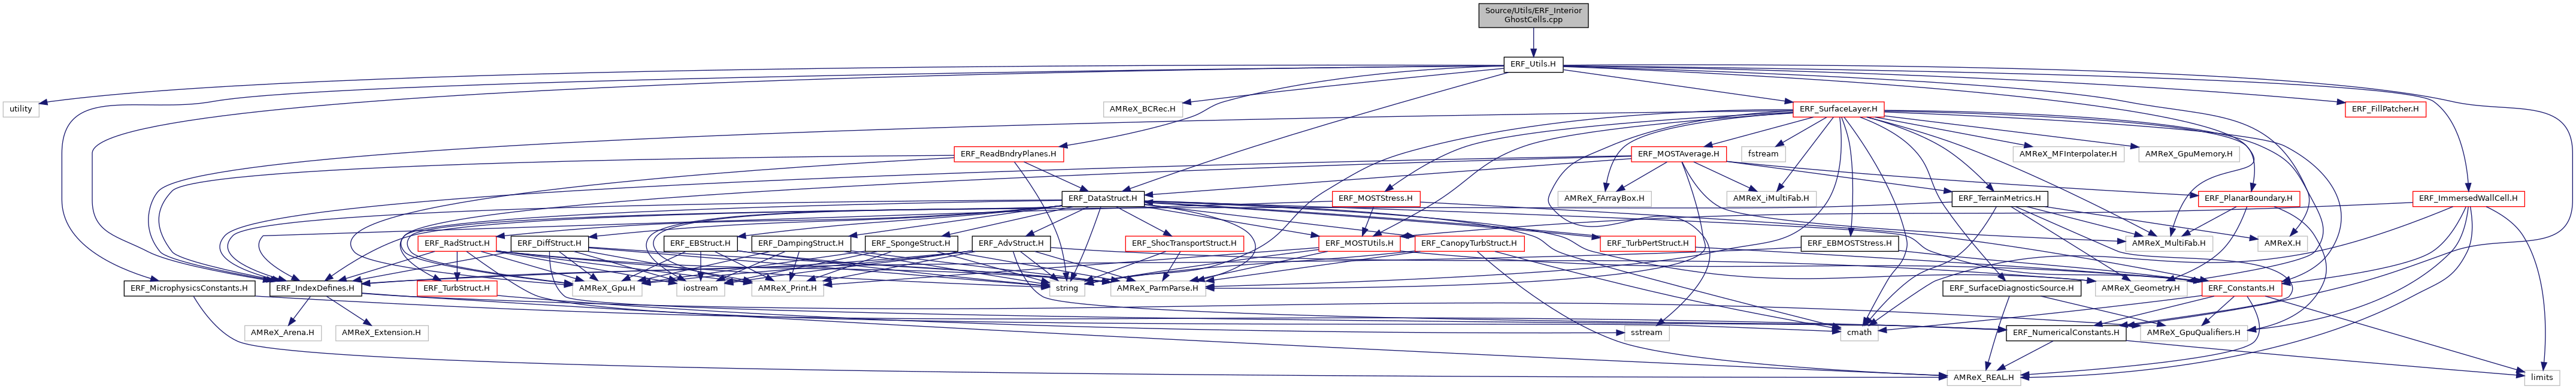 Source/Utils/ERF_Interior
GhostCells.cpp
ERF_Utils.H
utility
AMReX_BCRec.H
ERF_SurfaceLayer.H
ERF_FillPatcher.H
ERF_ReadBndryPlanes.H
ERF_MOSTAverage.H
fstream
AMReX_MFInterpolater.H
AMReX_GpuMemory.H
ERF_DataStruct.H
ERF_MOSTStress.H
AMReX_FArrayBox.H
AMReX_iMultiFab.H
ERF_TerrainMetrics.H
ERF_PlanarBoundary.H
ERF_ImmersedWallCell.H
ERF_RadStruct.H
ERF_DiffStruct.H
ERF_EBStruct.H
ERF_DampingStruct.H
ERF_SpongeStruct.H
ERF_AdvStruct.H
ERF_ShocTransportStruct.H
ERF_MOSTUtils.H
ERF_CanopyTurbStruct.H
ERF_TurbPertStruct.H
ERF_EBMOSTStress.H
AMReX_MultiFab.H
AMReX.H
ERF_MicrophysicsConstants.H
ERF_IndexDefines.H
ERF_TurbStruct.H
AMReX_Gpu.H
iostream
AMReX_Print.H
string
AMReX_ParmParse.H
ERF_SurfaceDiagnosticSource.H
AMReX_Geometry.H
ERF_Constants.H
AMReX_Arena.H
AMReX_Extension.H
sstream
cmath
ERF_NumericalConstants.H
AMReX_GpuQualifiers.H
AMReX_REAL.H
limits